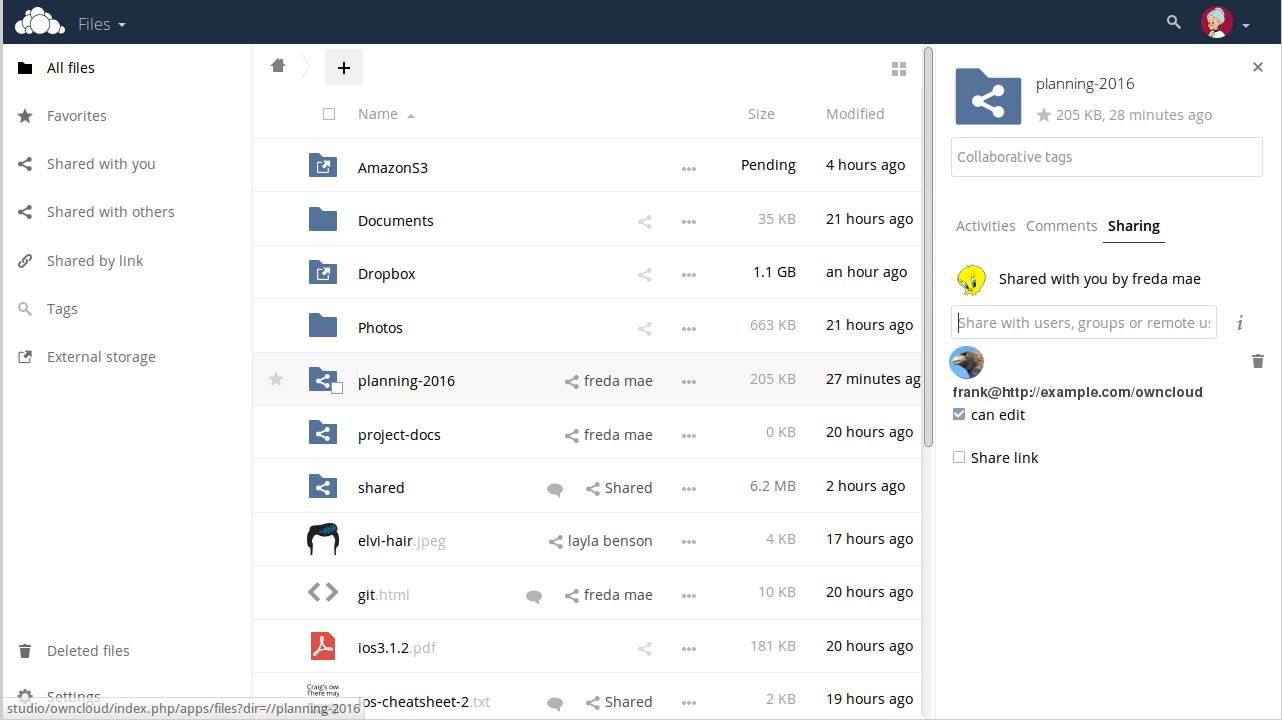 Files
All files
Favorites
Shared with you
Shared with others
Shared by link
Tags
External storage
Deleted files
Settings
studio/owncloud/index.php/apps/files?dir=//planning-2016
+
Name Size Modified
AmazonS3 ... Pending 4 hours ago
Documents ... 35 KB 21 hours ago
Dropbox ... 1.1 GB an hour ago
Photos ... 663 KB 21 hours ago
planning-2016 freda mae ... 205 KB 27 minutes ag
project-docs freda mae ... 0 KB 20 hours ago
shared Shared ... 6.2 MB 2 hours ago
elvi-hair.jpeg layla benson ... 4 KB 17 hours ago
git.html freda mae ... 10 KB 20 hours ago
ios3.1.2.pdf ... 181 KB 20 hours ago
Craig's ow
There may
os-cheatsheet-2.txt Shared ... 2 KB 19 hours ago
planning-2016
205 KB, 28 minutes ago
Collaborative tags
Activities Comments Sharing
Shared with you by freda mae
Share with users, groups or remote us
i
frank@http://example.com/owncloud
can edit
Share link